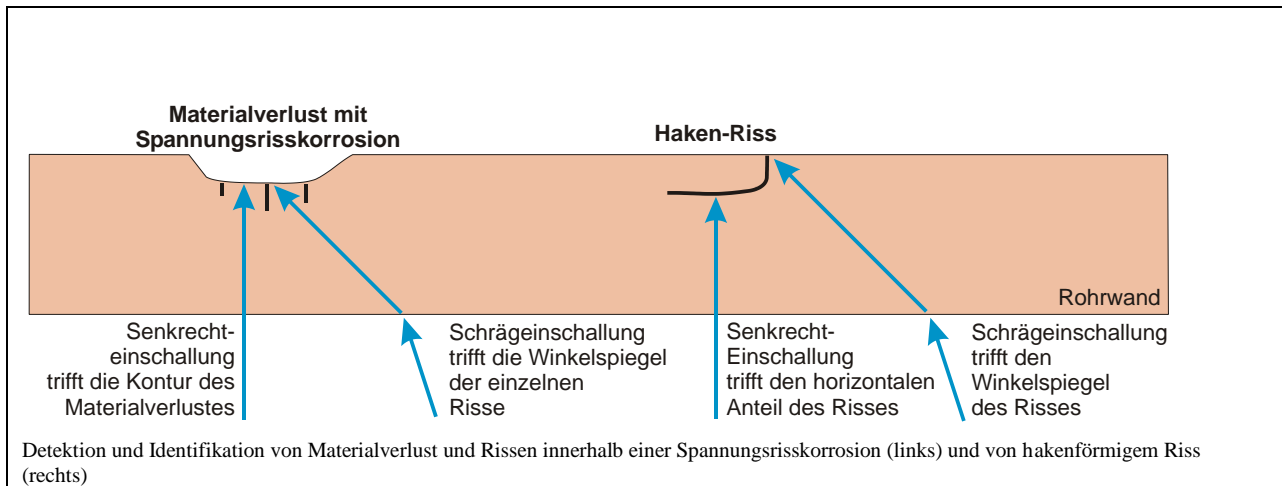 Materialverlust mit
Spannungsrisskorrosion
Haken-Riss
Rohrwand
Senkrecht-
einschallung
trifft die Kontur des
Materialverlustes
Schrägeinschallung
trifft die Winkelspiegel
der einzelnen
Risse
Senkrecht-
Einschallung
trifft den horizontalen
Anteil des Risses
Schrägeinschallung
trifft den
Winkelspiegel
des Risses
Detektion und Identifikation von Materialverlust und Rissen innerhalb einer Spannungsrisskorrosion (links) und von hakenförmigem Riss
(rechts)